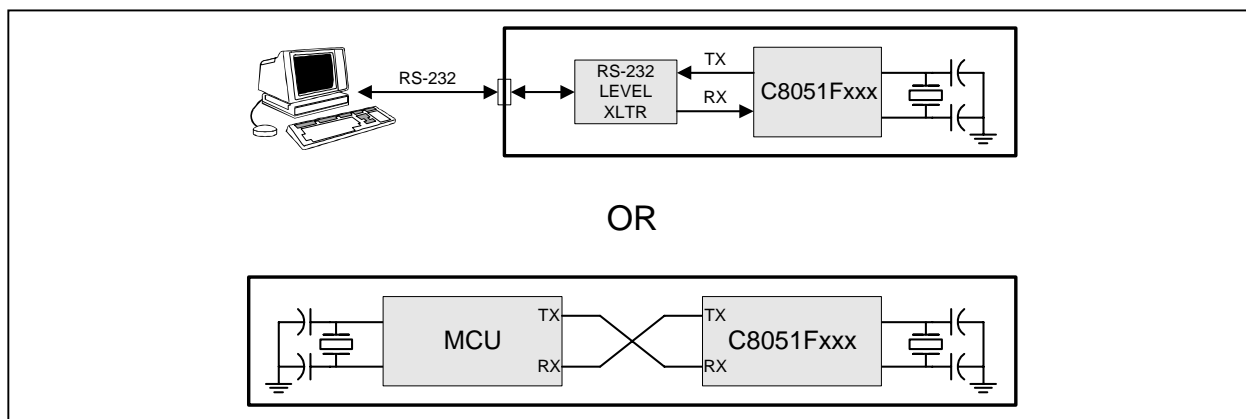 RS-232
RS-232
LEVEL
XLTR
TX
RX
C8051Fxxx
OR
MCU
TX
RX
TX
RX
C8051Fxxx